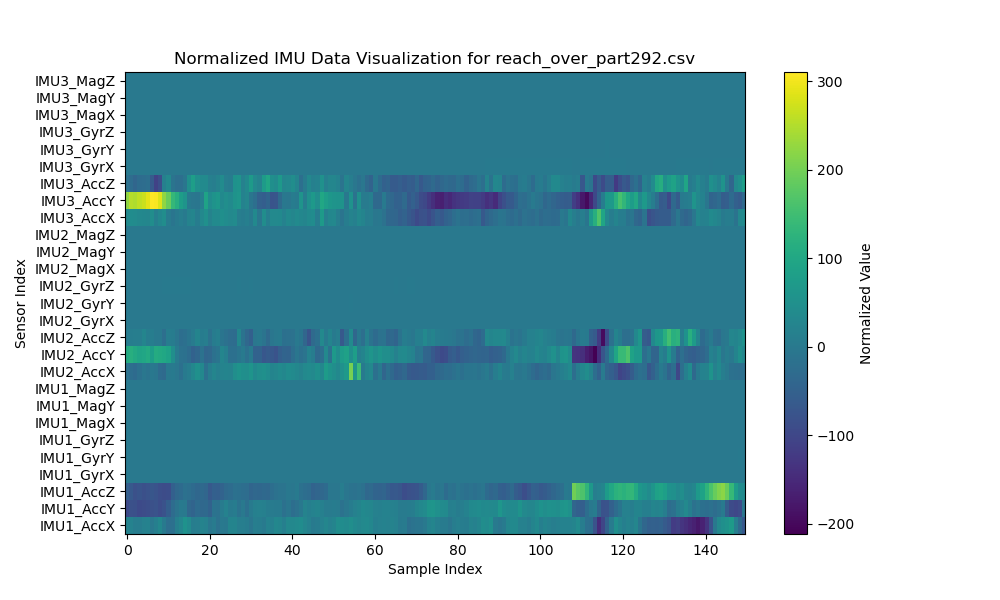 Normalized IMU Data Visualization for reach_over_part292.csv
IMU3_MagZ
IMU3_MagY
IMU3_MagX
IMU3_GyrZ
IMU3_GyrY
IMU3_GyrX
IMU3_AccZ
IMU3_AccY
IMU3_AccX
IMU2_MagZ
IMU2_MagY
IMU2_MagX
IMU2_GyrZ
IMU2_GyrY
IMU2_GyrX
IMU2_AccZ
IMU2_AccY
IMU2_AccX
IMU1_MagZ
IMU1_MagY
IMU1_MagX
IMU1_GyrZ
IMU1_GyrY
IMU1_GyrX
IMU1_AccZ
IMU1_AccY
IMU1_AccX
Sensor Index
0 20 40 60 80 100 120 140
Sample Index
300
200
100
0
−100
−200
Normalized Value